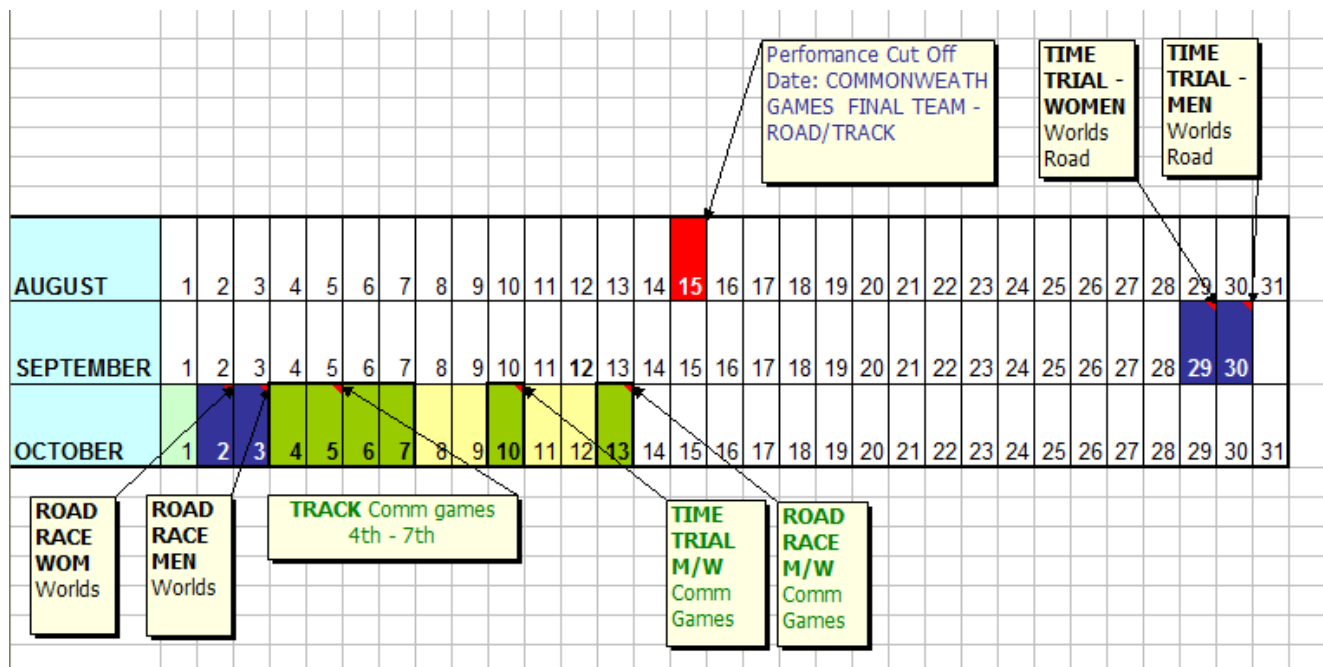 Perfomance Cut Off
Date: COMMONWEATH
GAMES FINAL TEAM -
ROAD/TRACK
TIME
TRIAL -
WOMEN
Worlds
Road
TIME
TRIAL -
MEN
Worlds
Road
AUGUST 1 2 3 4 5 6 7 8 9 10 11 12 13 14 15 16 17 18 19 20 21 22 23 24 25 26 27 28 29 30 31
SEPTEMBER 1 2 3 4 5 6 7 8 9 10 11 12 13 14 15 16 17 18 19 20 21 22 23 24 25 26 27 28 29 30
OCTOBER 1 2 3 4 5 6 7 8 9 10 11 12 13 14 15 16 17 18 19 20 21 22 23 24 25 26 27 28 29 30 31
ROAD
RACE
WOM
Worlds
ROAD
RACE
MEN
Worlds
TRACK Comm games
4th - 7th
TIME
TRIAL
M/W
Comm
Games
ROAD
RACE
M/W
Comm
Games